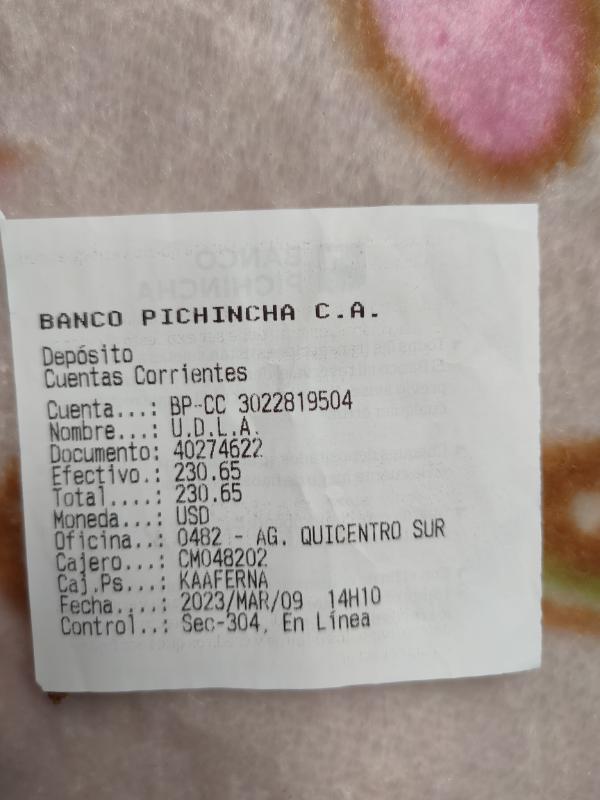 BANCO PICHINCHA C.A.
Depósito
Cuentas Corrientes
Cuenta...: BP-CC 3022819504
Nombre...: U.D.L.A.
Documento: 40274622
Efectivo.: 230.65
Total....: 230.65
Moneda...: USD
Oficina..: 0482 - AG. QUICENTRO SUR
Cajero...: CM048202
Caj.Ps...: KAAFERNA
Fecha....: 2023/MAR/09 14H10
Control..: Sec-304, En Línea